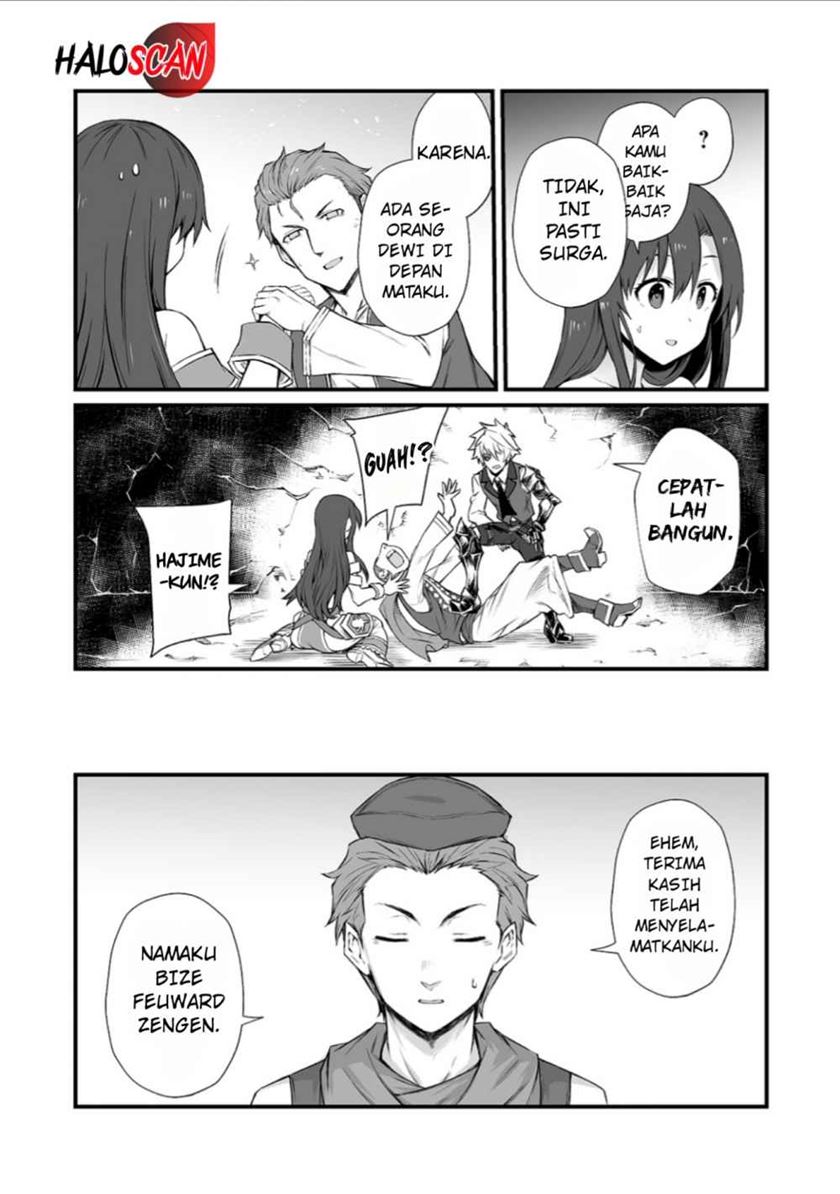 HALOSCAN
?
APA
KAMU
BAIK-
BAIK
SAJA?
TIDAK,
INI
PASTI
SURGA.
KARENA.
ADA SE-
ORANG
DEWI DI
DEPAN
MATAKU.
CEPAT-
LAH
BANGUN.
GUAH!?
HAJIME
-KUN!?
EHEM,
TERIMA
KASIH
TELAH
MENYELA-
MATKANKU.
NAMAKU
BIZE
FEUWARD
ZENGEN.